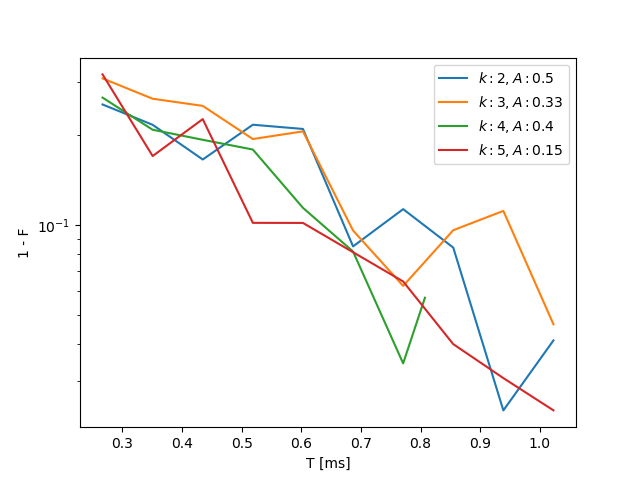 k : 2, A : 0.5
k : 3, A : 0.33
k : 4, A : 0.4
k : 5, A : 0.15
1 - F
10⁻¹
0.3 0.4 0.5 0.6 0.7 0.8 0.9 1.0
T [ms]